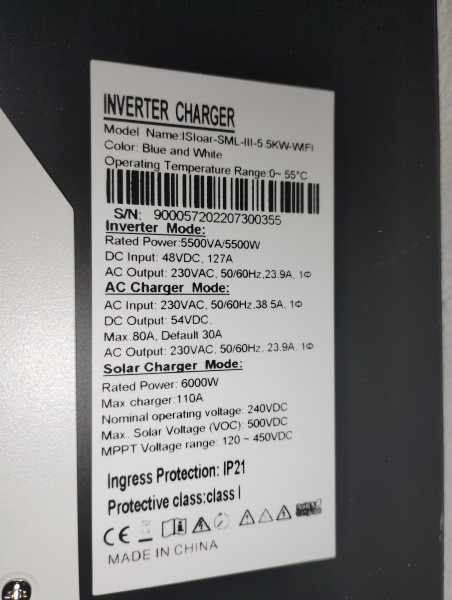 INVERTER CHARGER
Model Name:ISloar-SML-III-5.5KW-WIFI
Color: Blue and White
Operating Temperature Range:0~ 55°C
S/N: 900057202207300355
Inverter Mode:
Rated Power:5500VA/5500W
DC Input: 48VDC, 127A
AC Output: 230VAC, 50/60Hz,23.9A, 1Φ
AC Charger Mode:
AC Input: 230VAC, 50/60Hz,38.5A, 1Φ
DC Output: 54VDC,
Max.80A, Default 30A
AC Output: 230VAC, 50/60Hz, 23.9A 1Φ
Solar Charger Mode:
Rated Power: 6000W
Max charger:110A
Nominal operating voltage: 240VDC
Max. Solar Voltage (VOC): 500VDC
MPPT Voltage range: 120 ~ 450VDC
Ingress Protection: IP21
Protective class:class I
CE
MADE IN CHINA